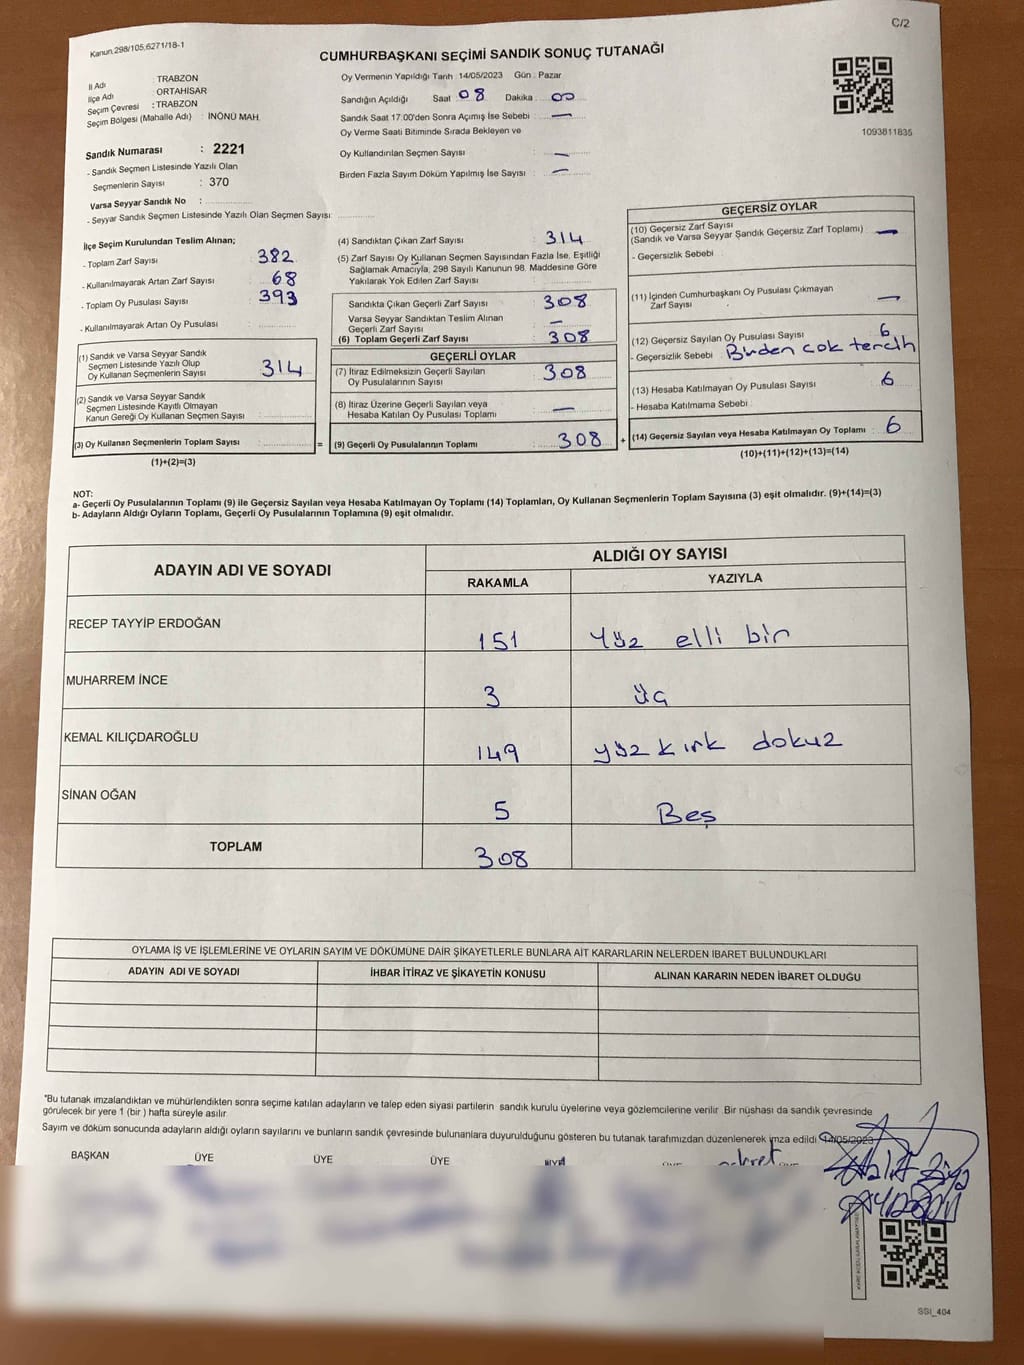 C/2
Kanun,298/105,6271/18-1
CUMHURBAŞKANI SEÇİMİ SANDIK SONUÇ TUTANAĞI
İl Adı : TRABZON
İlçe Adı : ORTAHİSAR
Seçim Çevresi : TRABZON
Seçim Bölgesi (Mahalle Adı) : İNÖNÜ MAH.
Sandık Numarası : 2221
- Sandık Seçmen Listesinde Yazılı Olan
Seçmenlerin Sayısı : 370
Varsa Seyyar Sandık No :
- Seyyar Sandık Seçmen Listesinde Yazılı Olan Seçmen Sayısı:
Oy Vermenin Yapıldığı Tarih : 14/05/2023 Gün : Pazar
Sandığın Açıldığı Saat 08 Dakika : 00
Sandık Saat 17:00'den Sonra Açımış İse Sebebi : —
Oy Verme Saati Bitiminde Sırada Bekleyen ve
Oy Kullandırılan Seçmen Sayısı : —
Birden Fazla Sayım Döküm Yapılmış İse Sayısı : —
1093811835
İlçe Seçim Kurulundan Teslim Alınan;
- Toplam Zarf Sayısı : 382
- Kullanılmayarak Artan Zarf Sayısı : 68
- Toplam Oy Pusulası Sayısı : 393
- Kullanılmayarak Artan Oy Pusulası :
(1) Sandık ve Varsa Seyyar Sandık
Seçmen Listesinde Yazılı Olup
Oy Kullanan Seçmenlerin Sayısı : 314
(2) Sandık ve Varsa Seyyar Sandık
Seçmen Listesinde Kayıtlı Olmayan
Kanun Gereği Oy Kullanan Seçmen Sayısı :
(3) Oy Kullanan Seçmenlerin Toplam Sayısı :
(1)+(2)=(3)
(4) Sandıktan Çıkan Zarf Sayısı : 314
(5) Zarf Sayısı Oy Kullanan Seçmen Sayısından Fazla İse, Eşitliği
Sağlamak Amacıyla, 298 Sayılı Kanunun 98. Maddesine Göre
Yakılarak Yok Edilen Zarf Sayısı :
Sandıkta Çıkan Geçerli Zarf Sayısı : 308
Varsa Seyyar Sandıktan Teslim Alınan
Geçerli Zarf Sayısı : —
(6) Toplam Geçerli Zarf Sayısı : 308
GEÇERLİ OYLAR
(7) İtiraz Edilmeksizin Geçerli Sayılan
Oy Pusulalarının Sayısı : 308
(8) İtiraz Üzerine Geçerli Sayılan veya
Hesaba Katılan Oy Pusulası Toplamı : —
= (9) Geçerli Oy Pusulalarının Toplamı : 308 +
GEÇERSİZ OYLAR
(10) Geçersiz Zarf Sayısı
(Sandık ve Varsa Seyyar Sandık Geçersiz Zarf Toplamı) : —
- Geçersizlik Sebebi :
(11) İçinden Cumhurbaşkanı Oy Pusulası Çıkmayan
Zarf Sayısı : —
(12) Geçersiz Sayılan Oy Pusulası Sayısı : 6
- Geçersizlik Sebebi : Birden çok tercih
(13) Hesaba Katılmayan Oy Pusulası Sayısı : 6
- Hesaba Katılmama Sebebi :
(14) Geçersiz Sayılan veya Hesaba Katılmayan Oy Toplamı : 6
(10)+(11)+(12)+(13)=(14)
NOT:
a- Geçerli Oy Pusulalarının Toplamı (9) ile Geçersiz Sayılan veya Hesaba Katılmayan Oy Toplamı (14) Toplamları, Oy Kullanan Seçmenlerin Toplam Sayısına (3) eşit olmalıdır. (9)+(14)=(3)
b- Adayların Aldığı Oyların Toplamı, Geçerli Oy Pusulalarının Toplamına (9) eşit olmalıdır.
ADAYIN ADI VE SOYADI
ALDIĞI OY SAYISI
RAKAMLA YAZIYLA
RECEP TAYYİP ERDOĞAN 151 Yüz elli bir
MUHARREM İNCE 3 üç
KEMAL KILIÇDAROĞLU 149 yüz kırk dokuz
SİNAN OĞAN 5 Beş
TOPLAM 308
OYLAMA İŞ VE İŞLEMLERİNE VE OYLARIN SAYIM VE DÖKÜMÜNE DAİR ŞİKAYETLERLE BUNLARA AİT KARARLARIN NELERDEN İBARET BULUNDUKLARI
ADAYIN ADI VE SOYADI İHBAR İTİRAZ VE ŞİKAYETİN KONUSU ALINAN KARARIN NEDEN İBARET OLDUĞU
"Bu tutanak imzalandıktan ve mühürlendikten sonra seçime katılan adayların ve talep eden siyasi partilerin sandık kurulu üyelerine veya gözlemcilerine verilir. Bir nüshası da sandık çevresinde
görülecek bir yere 1 (bir ) hafta süreyle asılır
Sayım ve döküm sonucunda adayların aldığı oyların sayılarını ve bunların sandık çevresinde bulunanlara duyurulduğunu gösteren bu tutanak tarafımızdan düzenlenerek imza edildi 14/05/2023
BAŞKAN ÜYE ÜYE ÜYE
SSI_404